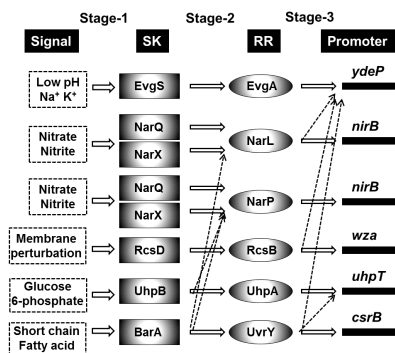 Stage-1 Stage-2 Stage-3
Signal SK RR Promoter
ydeP
Low pH
Na⁺ K⁺
EvgS EvgA
nirB
Nitrate
Nitrite
NarQ
NarX
NarL
nirB
Nitrate
Nitrite
NarQ
NarX
NarP
wza
Membrane
perturbation
RcsD RcsB
uhpT
Glucose
6-phosphate
UhpB UhpA
csrB
Short chain
Fatty acid
BarA UvrY